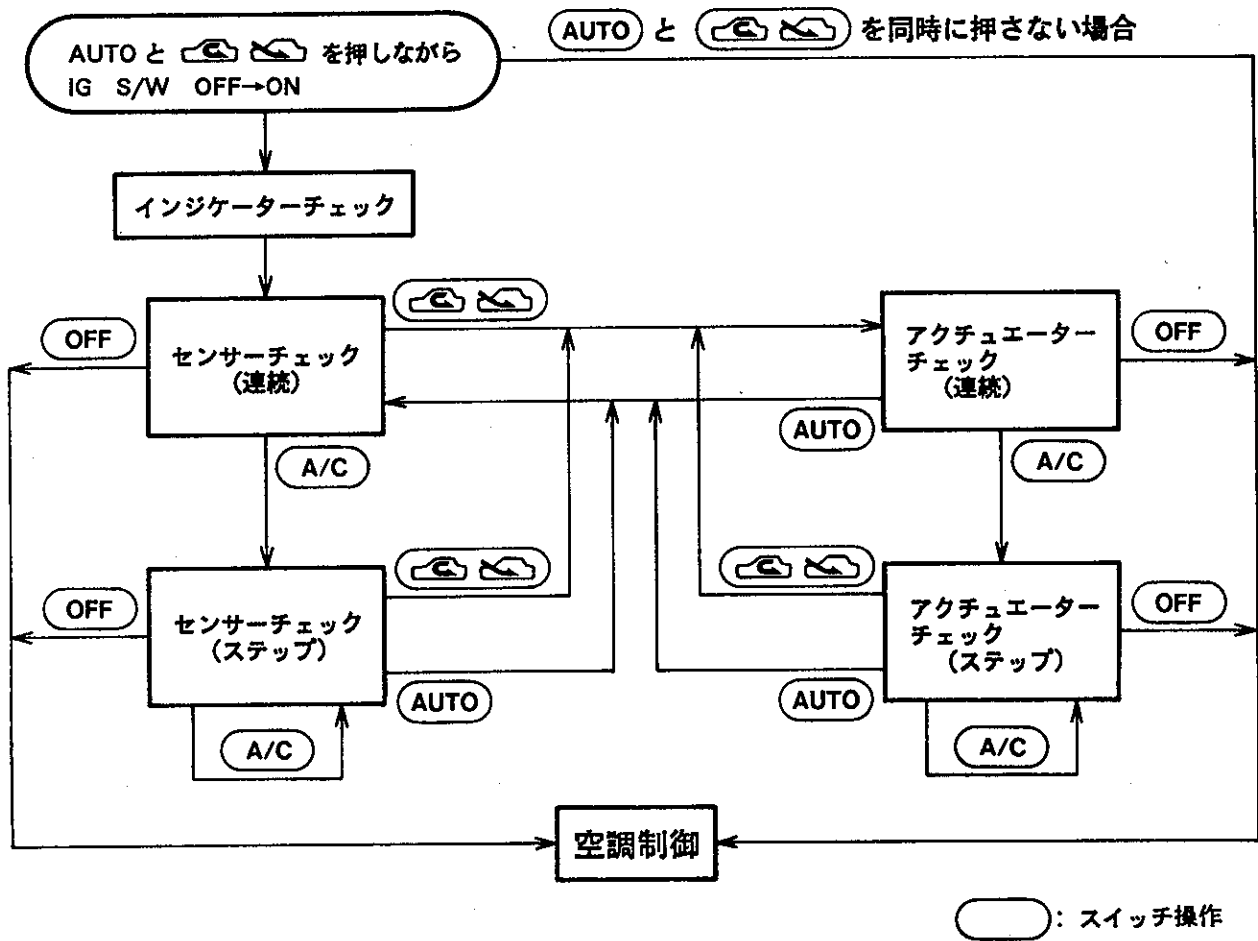 AUTO と を押しながら
IG S/W OFF→ON
AUTO と を同時に押さない場合
インジケーターチェック
センサーチェック
(連続)
OFF
A/C
アクチュエーター
チェック
(連続)
OFF
AUTO
A/C
センサーチェック
(ステップ)
OFF
AUTO
A/C
アクチュエーター
チェック
(ステップ)
OFF
AUTO
A/C
空調制御
: スイッチ操作